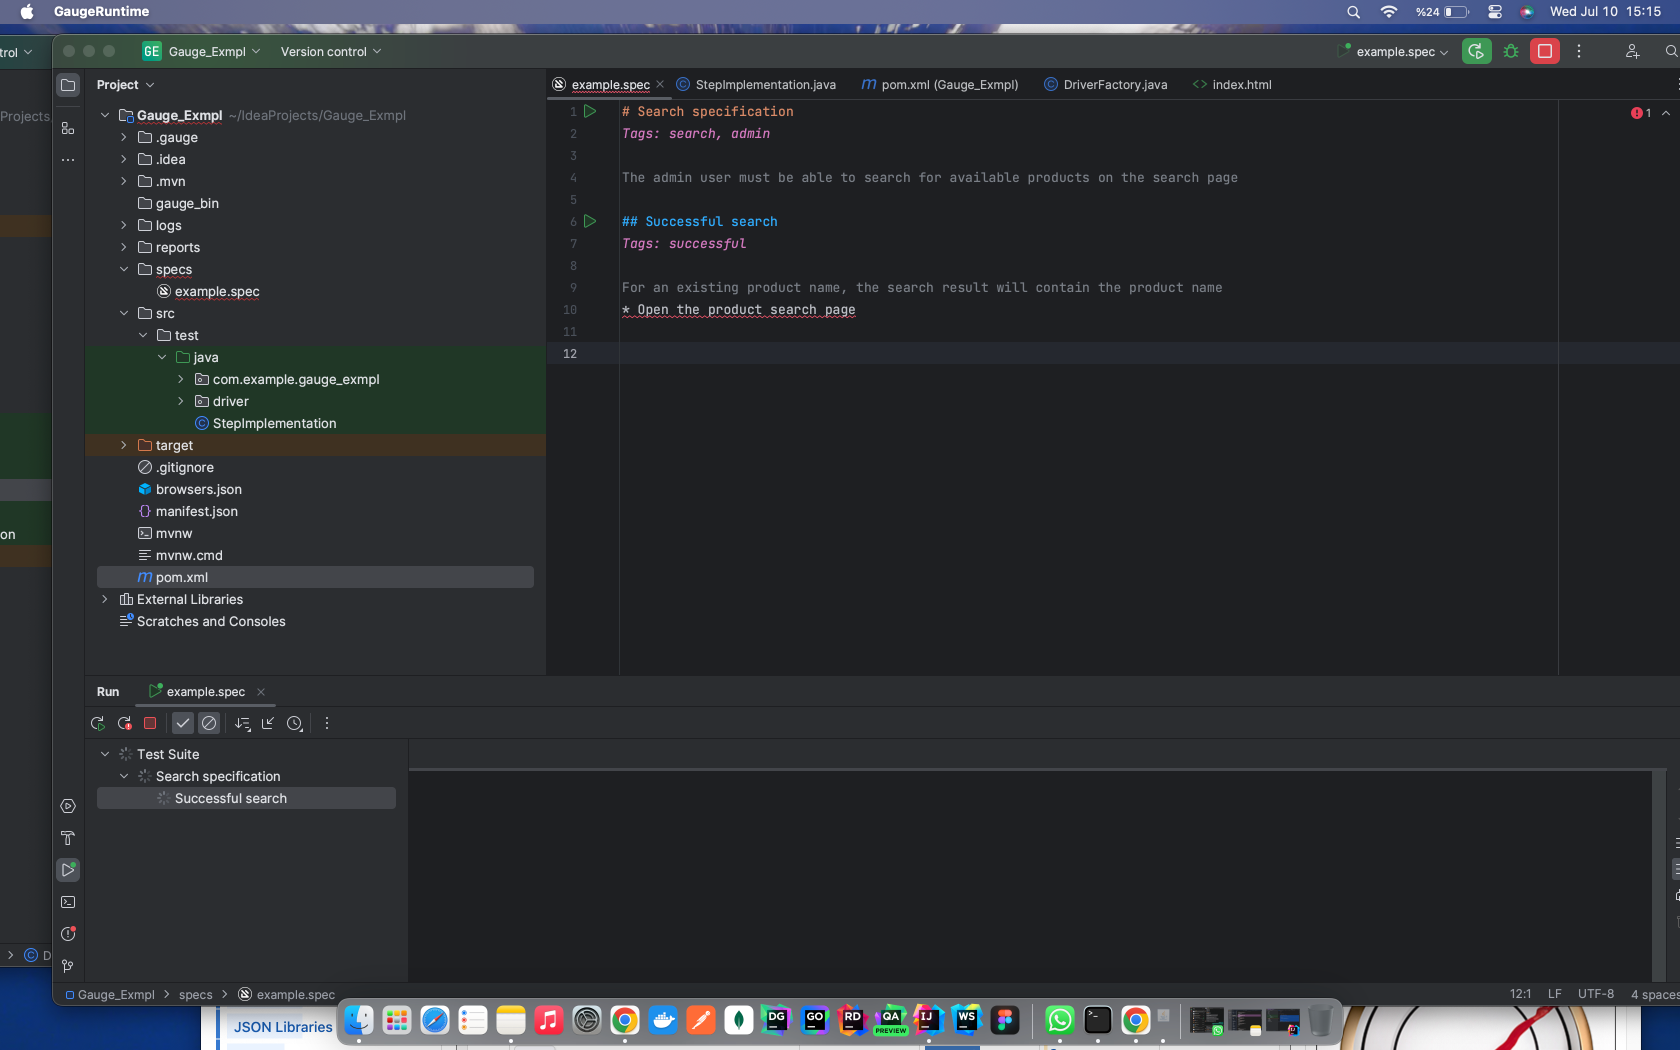 GaugeRuntime
%24
Wed Jul 10 15:15
trol
GE Gauge_Exmpl
Version control
example.spec
Projects
Project
example.spec
StepImplementation.java
m pom.xml (Gauge_Exmpl)
DriverFactory.java
<> index.html
Gauge_Exmpl ~/IdeaProjects/Gauge_Exmpl
.gauge
.idea
.mvn
gauge_bin
logs
reports
specs
example.spec
src
test
java
com.example.gauge_exmpl
driver
StepImplementation
target
.gitignore
browsers.json
manifest.json
mvnw
mvnw.cmd
m pom.xml
External Libraries
Scratches and Consoles
on
1 # Search specification
2 Tags: search, admin
3
4 The admin user must be able to search for available products on the search page
5
6 ## Successful search
7 Tags: successful
8
9 For an existing product name, the search result will contain the product name
10 * Open the product search page
11
12
1
Run
example.spec
Test Suite
Search specification
Successful search
D
Gauge_Exmpl > specs > example.spec
12:1 LF UTF-8 4 spaces
JSON Libraries
DG GO RD QA PREVIEW IJ WS